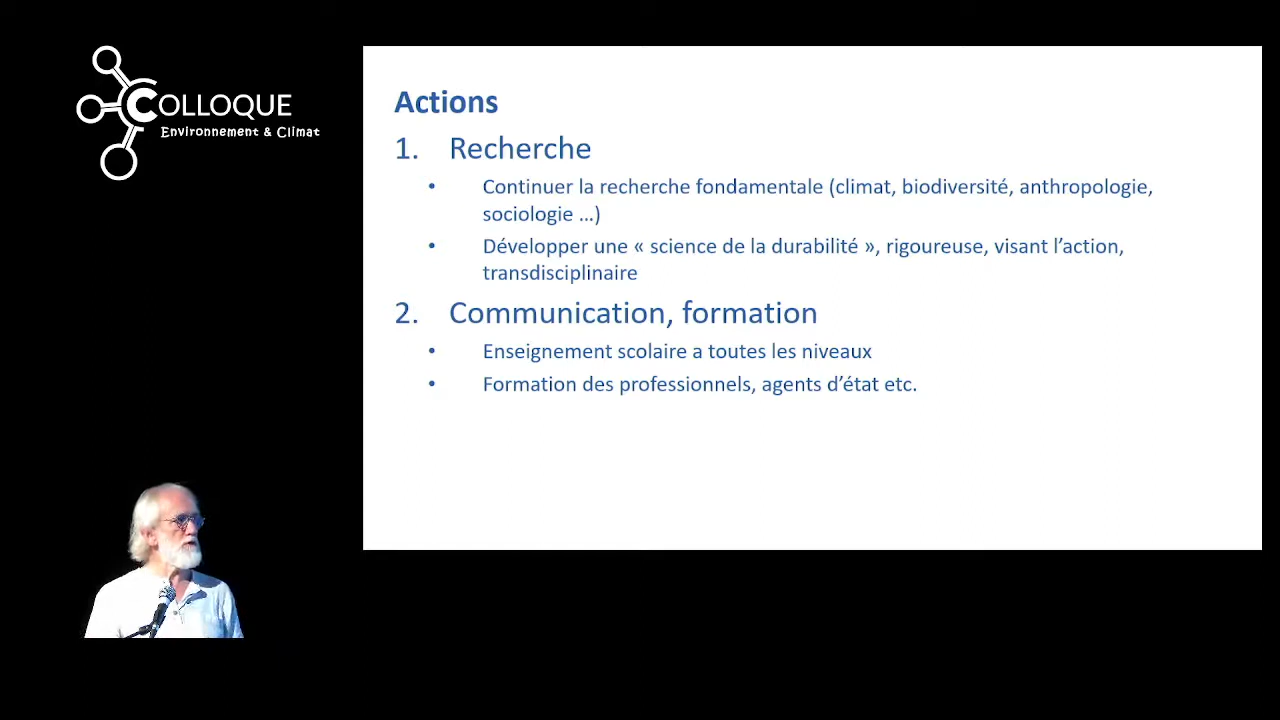 COLLOQUE
Environnement & Climat
Actions
1. Recherche
• Continuer la recherche fondamentale (climat, biodiversité, anthropologie,
sociologie ...)
• Développer une « science de la durabilité », rigoureuse, visant l’action,
transdisciplinaire
2. Communication, formation
• Enseignement scolaire a toutes les niveaux
• Formation des professionnels, agents d’état etc.